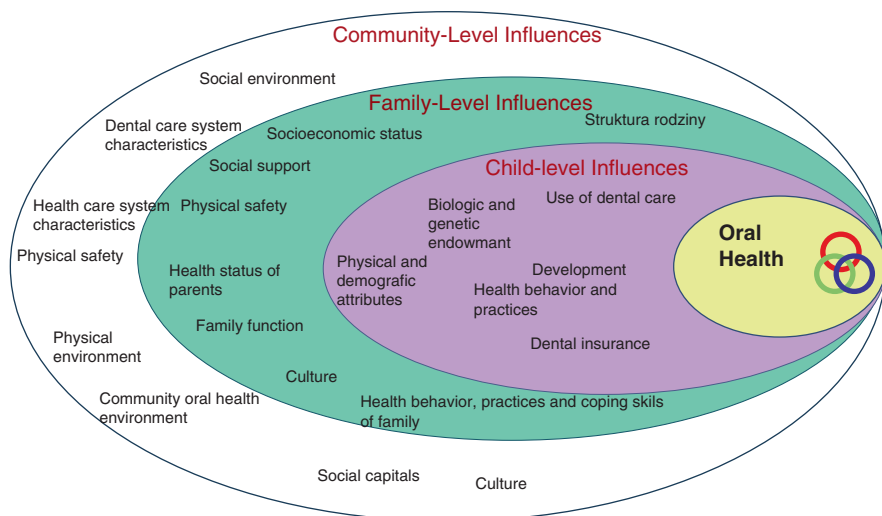 Community-Level Influences
Social environment
Family-Level Influences
Dental care system
characteristics
Socioeconomic status
Struktura rodziny
Social support
Child-level Influences
Use of dental care
Health care system
characteristics
Physical safety
Biologic and
genetic
endowmant
Oral
Health
Physical safety
Physical and
demografic
attributes
Health status of
parents
Development
Health behavior and
practices
Family function
Physical
environment
Dental insurance
Culture
Community oral health
environment
Health behavior, practices and coping skils
of family
Social capitals
Culture